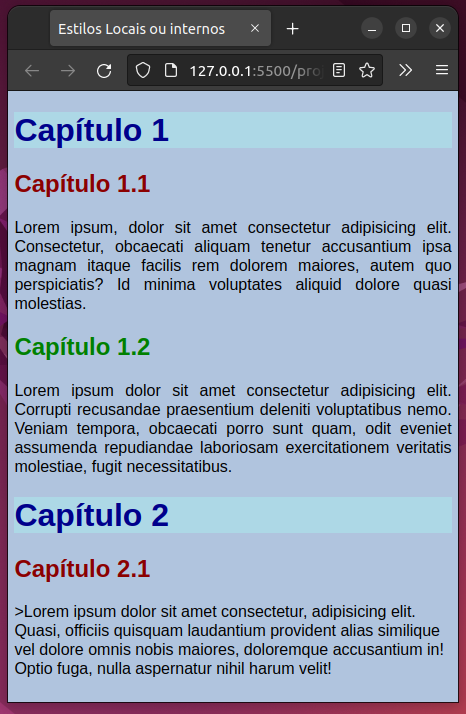 Estilos Locais ou internos
127.0.0.1:5500/pro
Capítulo 1
Capítulo 1.1
Lorem ipsum, dolor sit amet consectetur adipisicing elit.
Consectetur, obcaecati aliquam tenetur accusantium ipsa
magnam itaque facilis rem dolorem maiores, autem quo
perspiciatis? Id minima voluptates aliquid dolore quasi
molestias.
Capítulo 1.2
Lorem ipsum dolor sit amet consectetur adipisicing elit.
Corrupti recusandae praesentium deleniti voluptatibus nemo.
Veniam tempora, obcaecati porro sunt quam, odit eveniet
assumenda repudiandae laboriosam exercitationem veritatis
molestiae, fugit necessitatibus.
Capítulo 2
Capítulo 2.1
>Lorem ipsum dolor sit amet consectetur, adipisicing elit.
Quasi, officiis quisquam laudantium provident alias similique
vel dolore omnis nobis maiores, doloremque accusantium in!
Optio fuga, nulla aspernatur nihil harum velit!